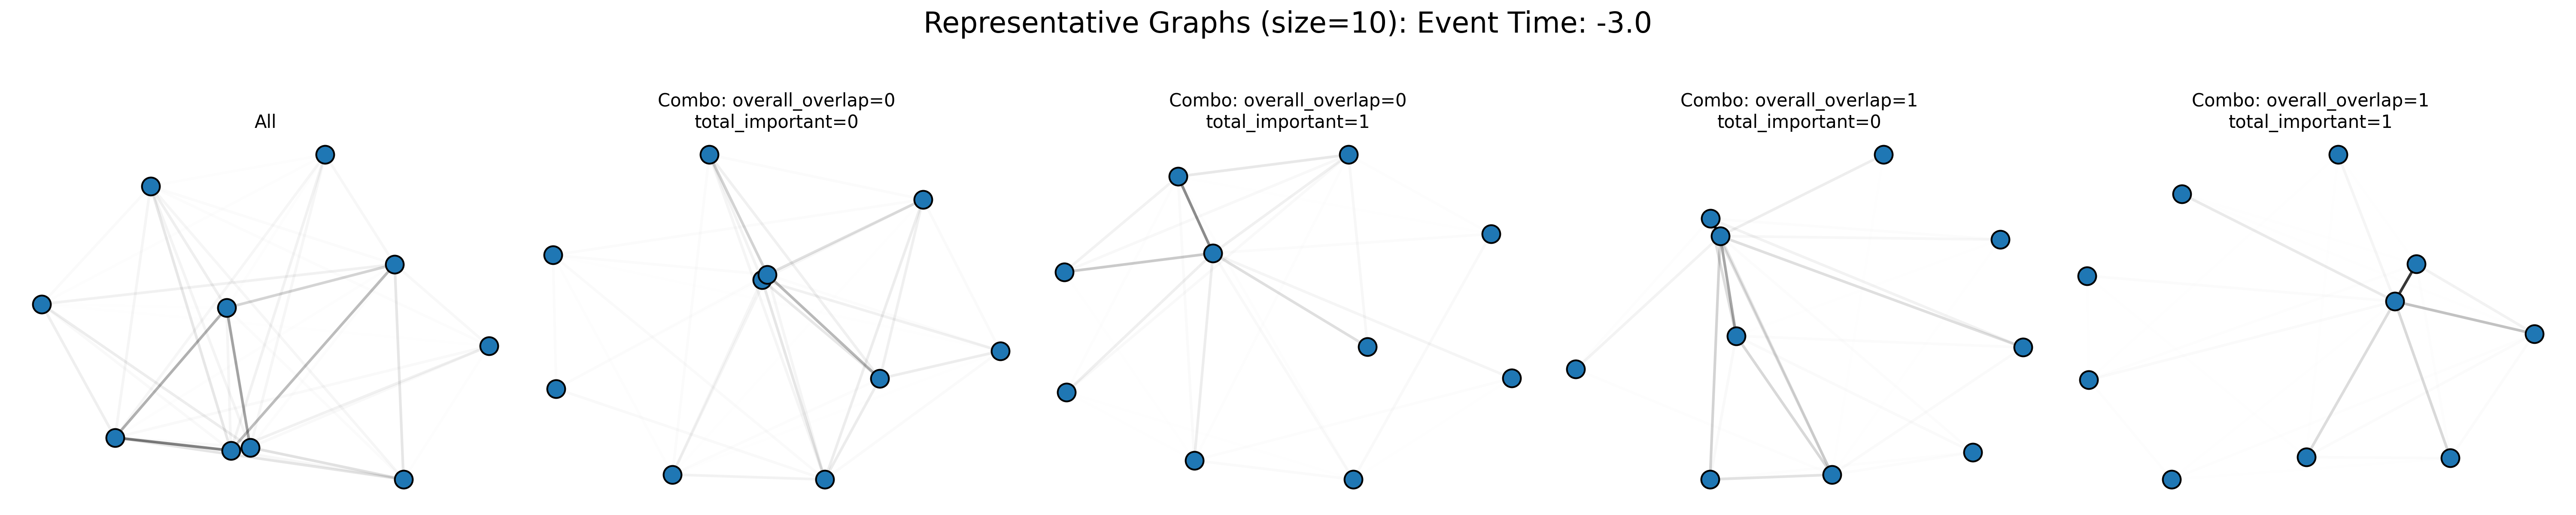 Representative Graphs (size=10): Event Time: -3.0
All
Combo: overall_overlap=0
total_important=0
Combo: overall_overlap=0
total_important=1
Combo: overall_overlap=1
total_important=0
Combo: overall_overlap=1
total_important=1